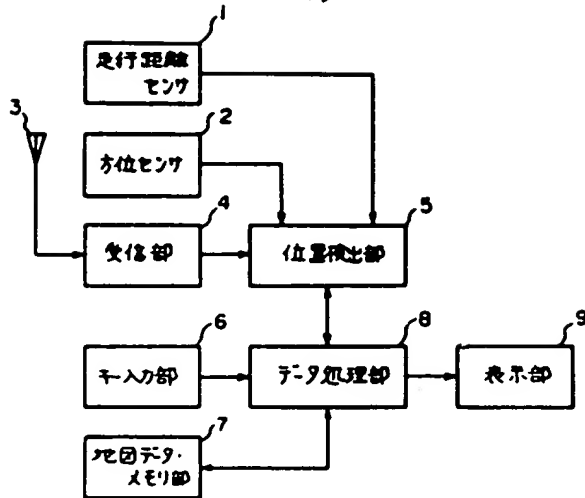 1
走行距離
センサ
2
方位センサ
3
4
受信部
5
位置検出部
6
キー入力部
8
データ処理部
9
表示部
7
地図データ・
メモリ部